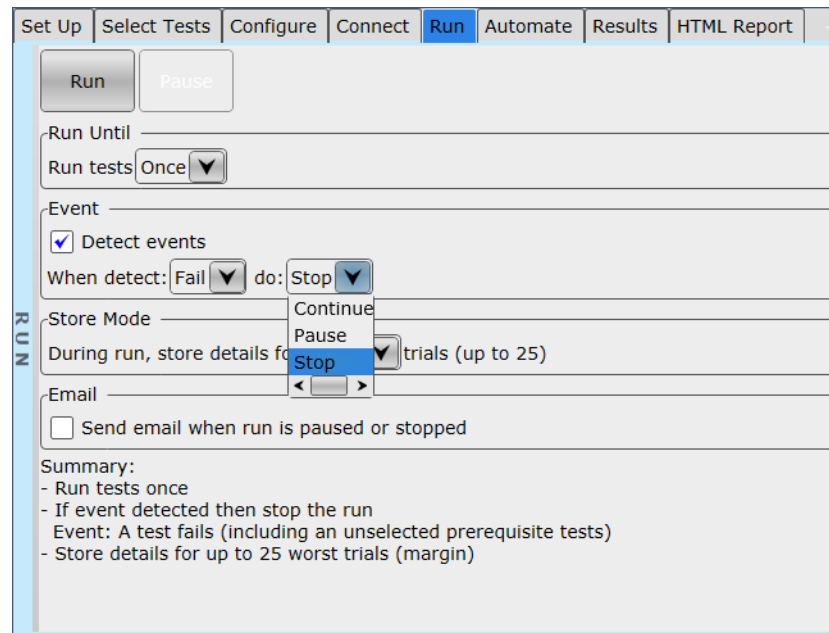 Set Up Select Tests Configure Connect Run Automate Results HTML Report
Run Pause
Run Until
Run tests Once
Event
Detect events
When detect: Fail do: Stop
Continue
Pause
Stop
RUN
Store Mode
During run, store details trials (up to 25)
Email
Send email when run is paused or stopped
Summary:
- Run tests once
- If event detected then stop the run
Event: A test fails (including an unselected prerequisite tests)
- Store details for up to 25 worst trials (margin)